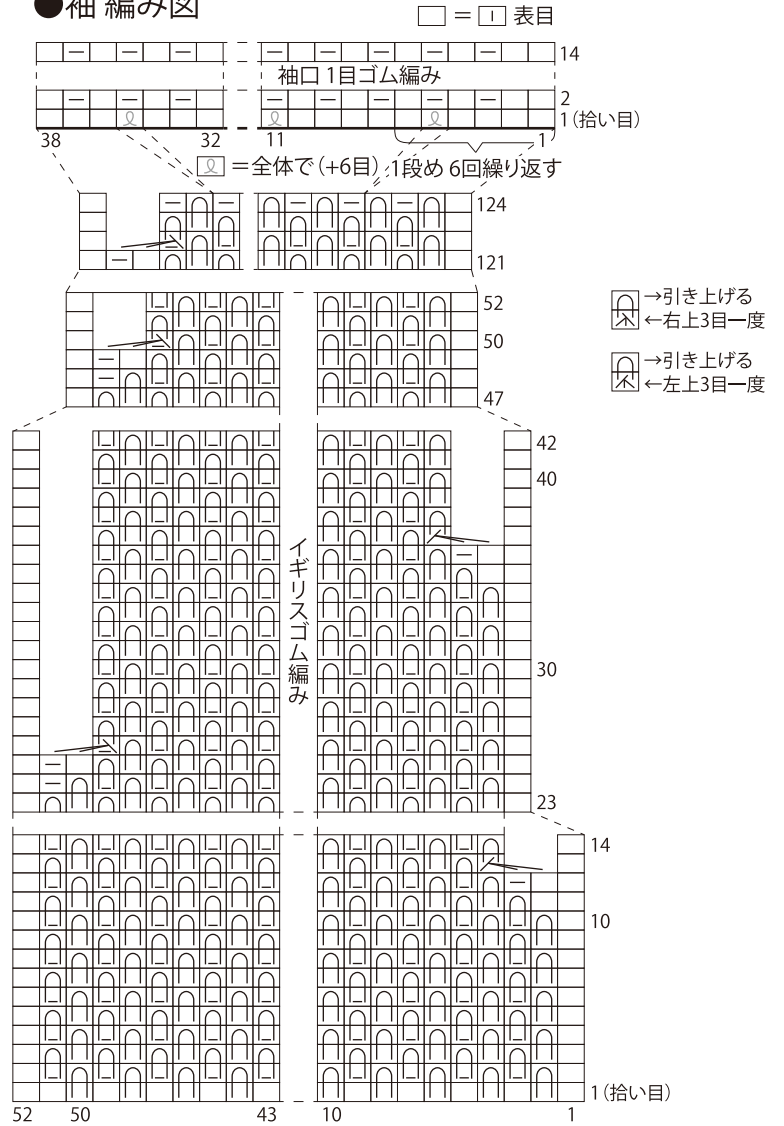 ●袖 編み図
□ = | 表目
14
袖口 1目ゴム編み
2
1(拾い目)
38 32 11 1
= 全体で(+6目) 1段め 6回繰り返す
124
121
52
50
47
→引き上げる
←右上3目一度
→引き上げる
←左上3目一度
42
40
イギリスゴム編み
30
23
14
10
1(拾い目)
52 50 43 10 1